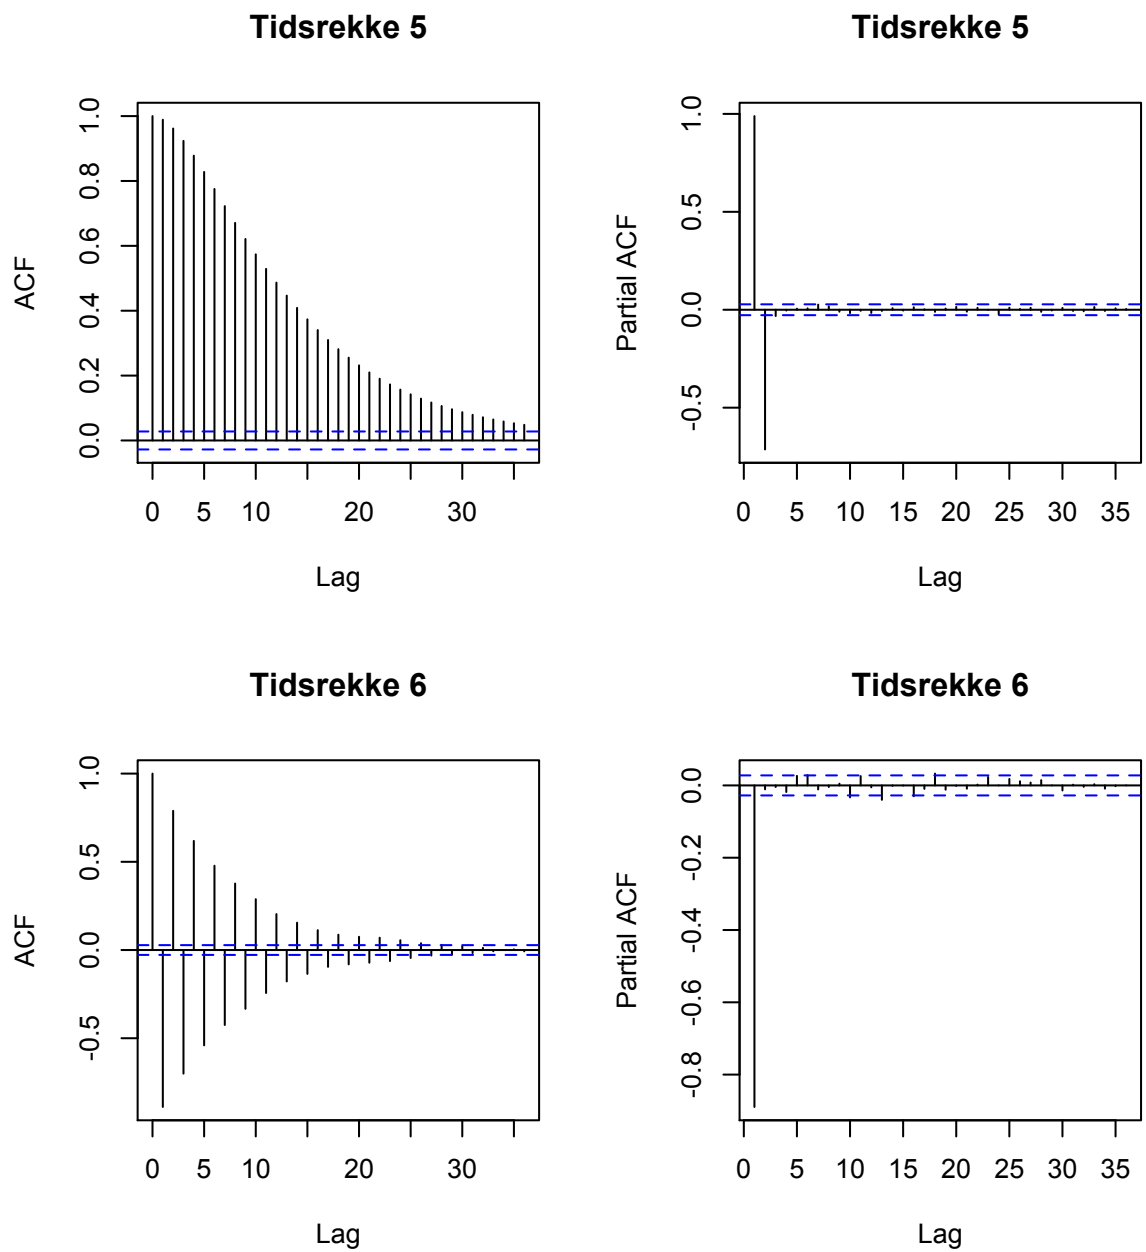 Tidsrekke 5
ACF
0.0 0.2 0.4 0.6 0.8 1.0
0 5 10 20 30
Lag
Tidsrekke 5
Partial ACF
-0.5 0.0 0.5 1.0
0 5 10 15 20 25 30 35
Lag
Tidsrekke 6
ACF
-0.5 0.0 0.5 1.0
0 5 10 20 30
Lag
Tidsrekke 6
Partial ACF
-0.8 -0.6 -0.4 -0.2 0.0
0 5 10 15 20 25 30 35
Lag